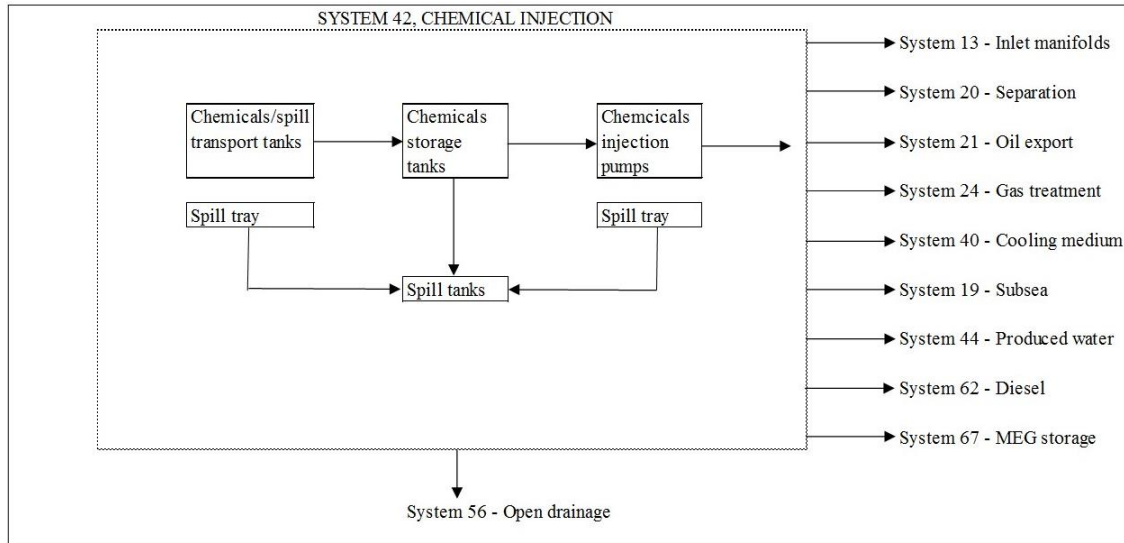 SYSTEM 42, CHEMICAL INJECTION
Chemicals/spill
transport tanks
Chemicals
storage
tanks
Chemcicals
injection
pumps
Spill tray
Spill tray
Spill tanks
System 13 - Inlet manifolds
System 20 - Separation
System 21 - Oil export
System 24 - Gas treatment
System 40 - Cooling medium
System 19 - Subsea
System 44 - Produced water
System 62 - Diesel
System 67 - MEG storage
System 56 - Open drainage